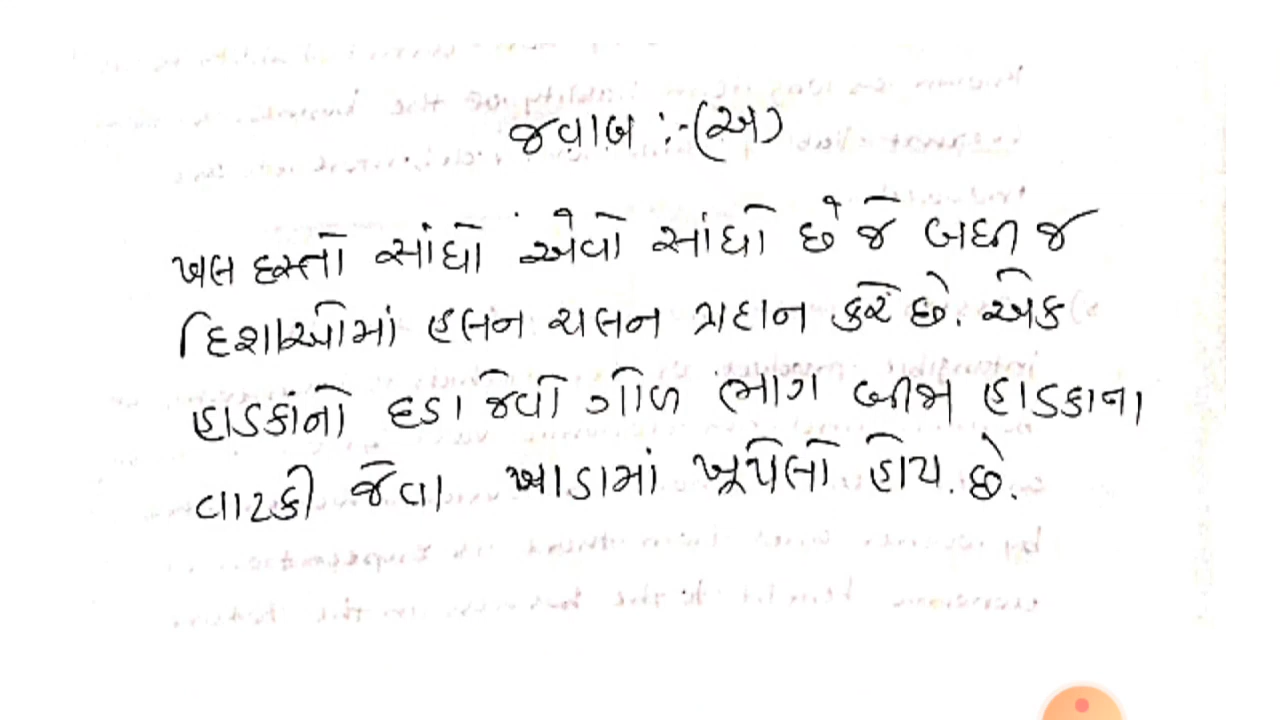 જવાબ :-(અ)
ખલ દસ્તો સાંધો એવો સાંધો છે જે બધી જ
દિશાઓમાં હલન ચલન પ્રદાન કરે છે. એક
હાડકાંનો દડા જેવો ગોળ ભાગ બીજા હાડકાના
વાટકી જેવા ખાડામાં ખૂંપેલો હોય. છે.